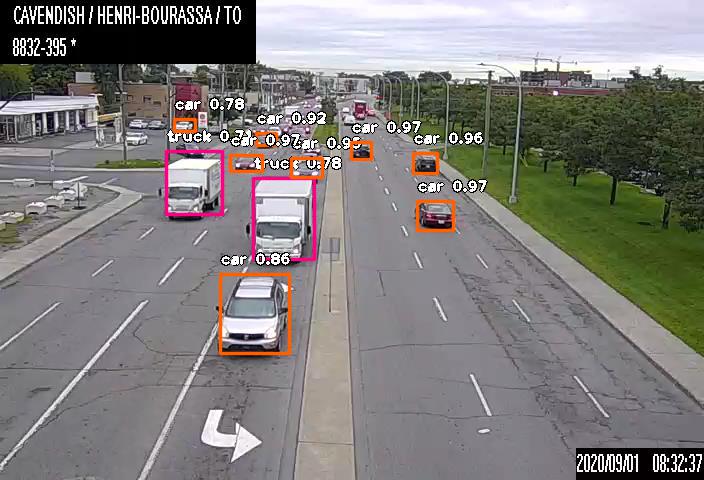 CAVENDISH / HENRI-BOURASSA / TO
8832-395 *
car 0.78
car 0.92
truck 0.7
car 0.97
car 0.9
car 0.97
car 0.96
truck 0.78
car 0.97
car 0.86
2020/09/01 08:32:37